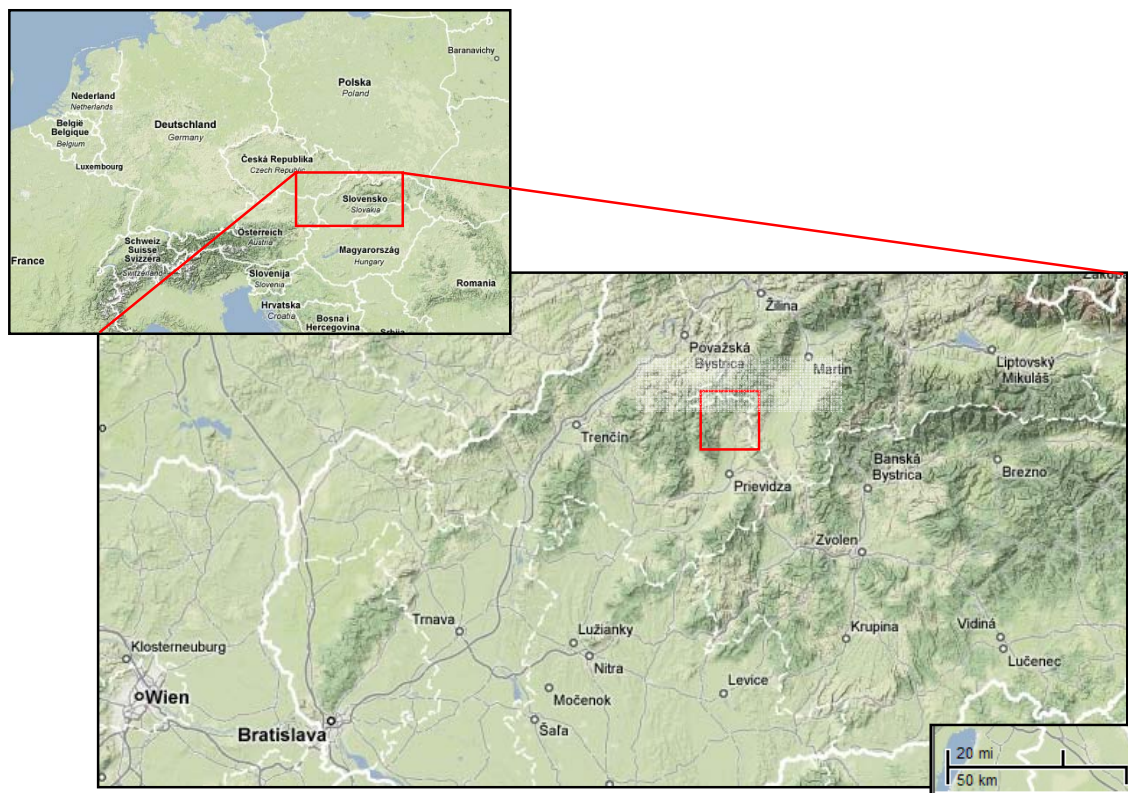 Baranavichy
Polska
Poland
Nederland
Netherlands
Deutschland
Germany
België
Belgique
Belgium
Luxembourg
Česká Republika
Czech Republic
Slovensko
Slovakia
Österreich
Austria
Schweiz
Suisse
Svizzera
Switzerland
France
Magyarország
Hungary
Slovenija
Slovenia
Romania
Hrvatska
Croatia
Bosna i
Hercegovina
Žilina
Považská
Bystrica
Martin
Liptovský
Mikuláš
Trenčín
Prievidza
Banská
Bystrica
Brezno
Zvolen
Trnava
Lužianky
Nitra
Krupina
Vidiná
Lučenec
Klosterneuburg
Wien
Močenok
Levice
Bratislava
Šaľa
20 mi
50 km